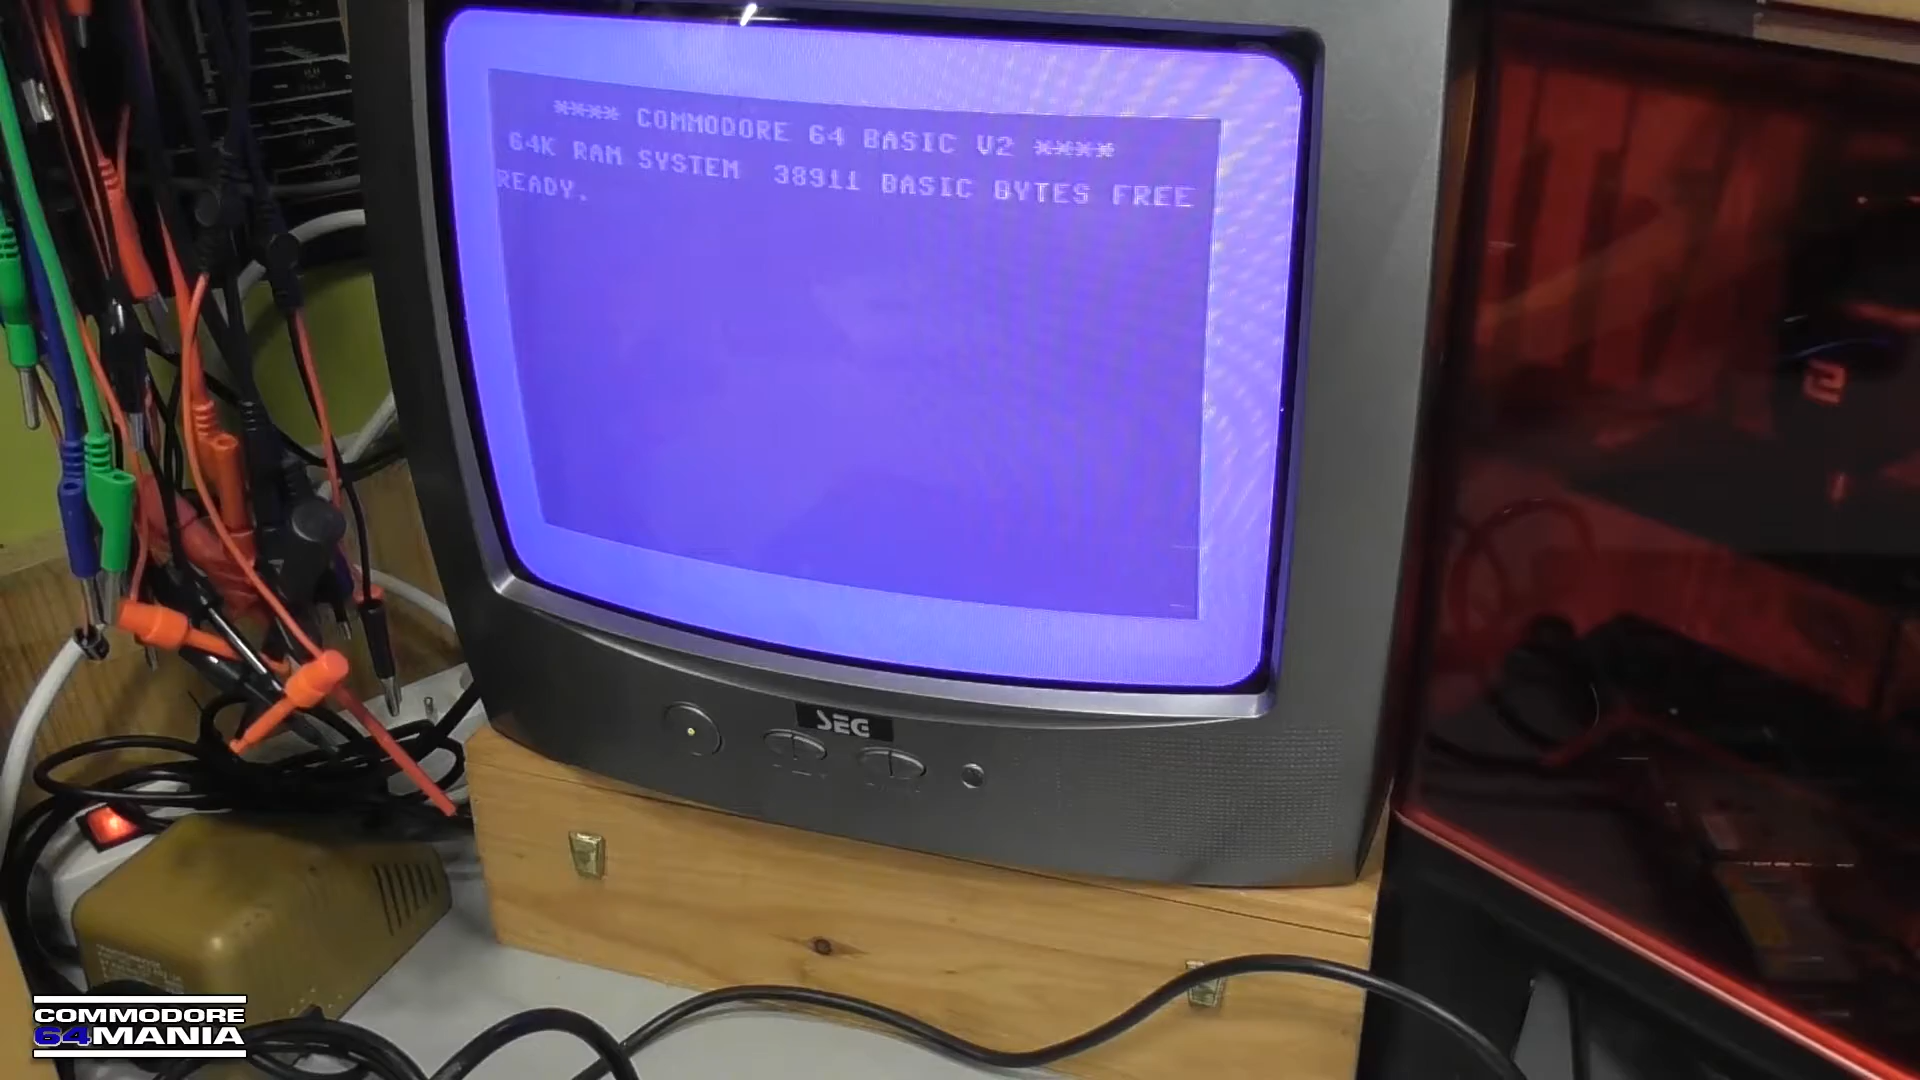 **** COMMODORE 64 BASIC V2 ****
64K RAM SYSTEM  38911 BASIC BYTES FREE
READY.
SEG
COMMODORE
64MANIA